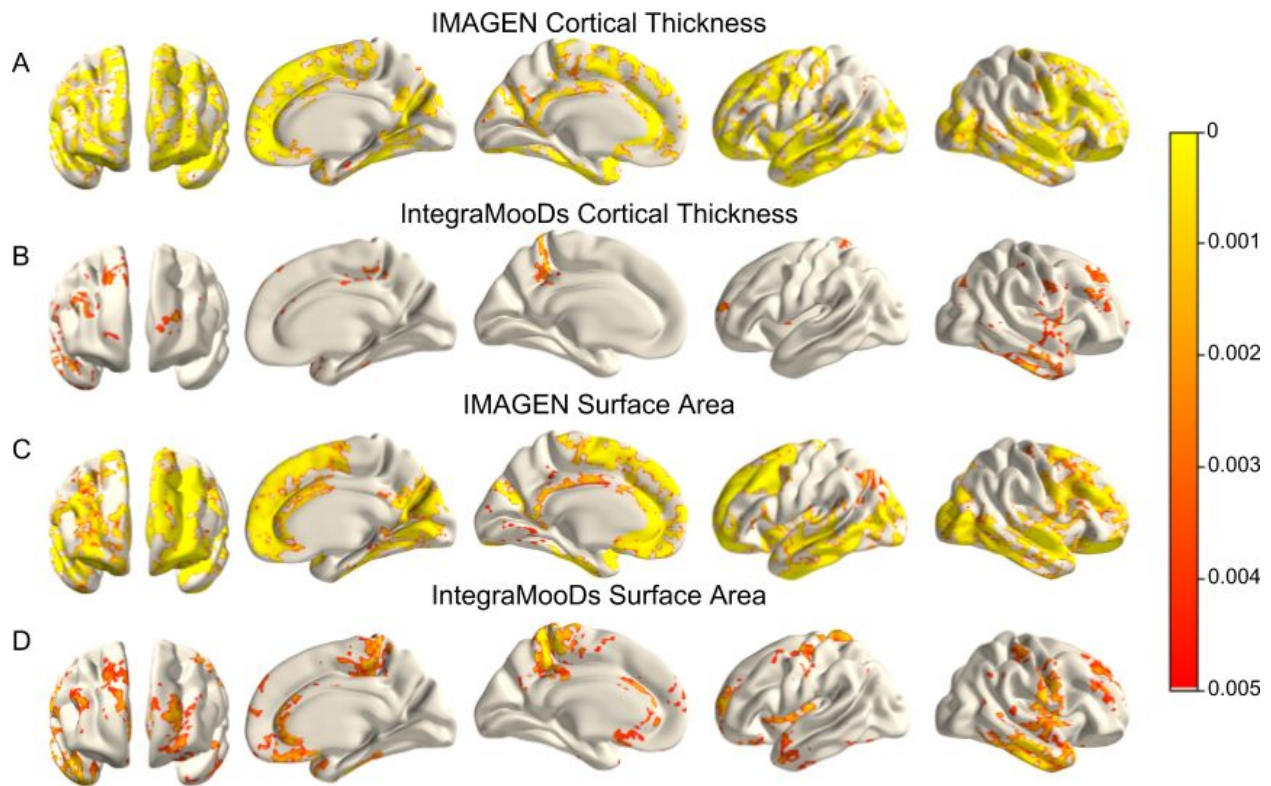 IMAGEN Cortical Thickness
A
IntegraMooDs Cortical Thickness
B
IMAGEN Surface Area
C
IntegraMooDs Surface Area
D
0
0.001
0.002
0.003
0.004
0.005